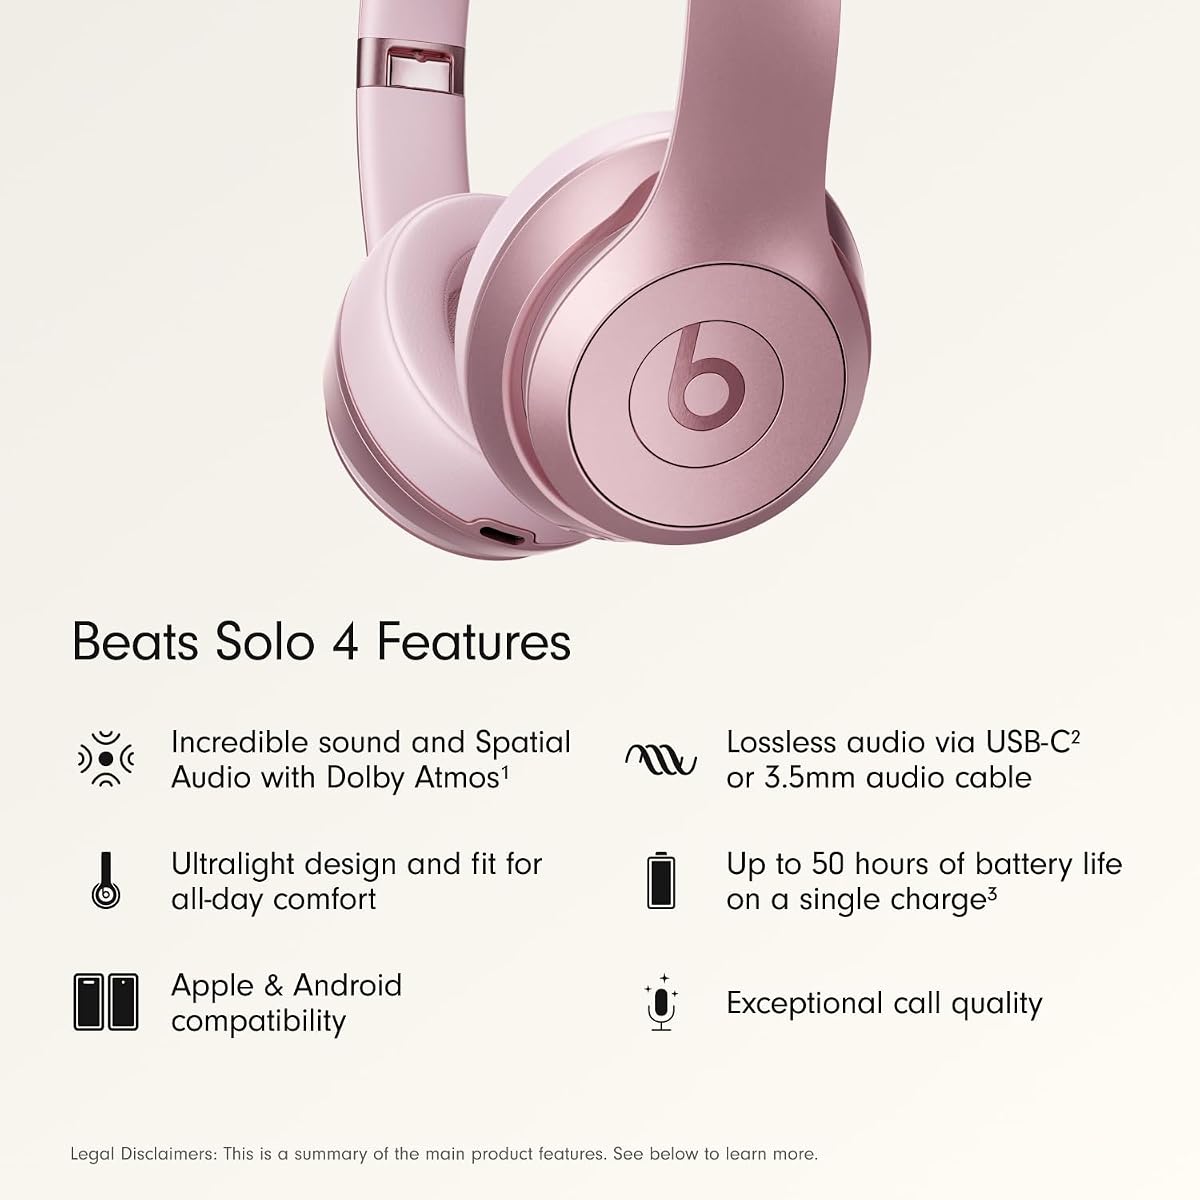 Beats Solo 4 Features
Incredible sound and Spatial
Audio with Dolby Atmos¹
Lossless audio via USB-C²
or 3.5mm audio cable
Ultralight design and fit for
all-day comfort
Up to 50 hours of battery life
on a single charge³
Apple & Android
compatibility
Exceptional call quality
Legal Disclaimers: This is a summary of the main product features. See below to learn more.